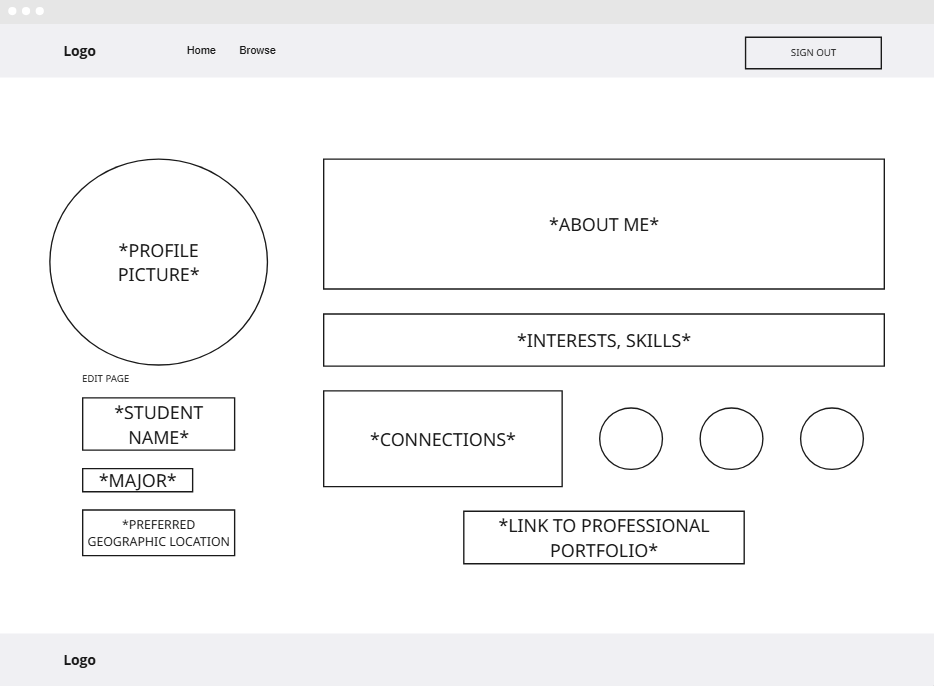 Logo
Home
Browse
SIGN OUT
*PROFILE
PICTURE*
EDIT PAGE
*STUDENT
NAME*
*MAJOR*
*PREFERRED
GEOGRAPHIC LOCATION
*ABOUT ME*
*INTERESTS, SKILLS*
*CONNECTIONS*
*LINK TO PROFESSIONAL
PORTFOLIO*
Logo